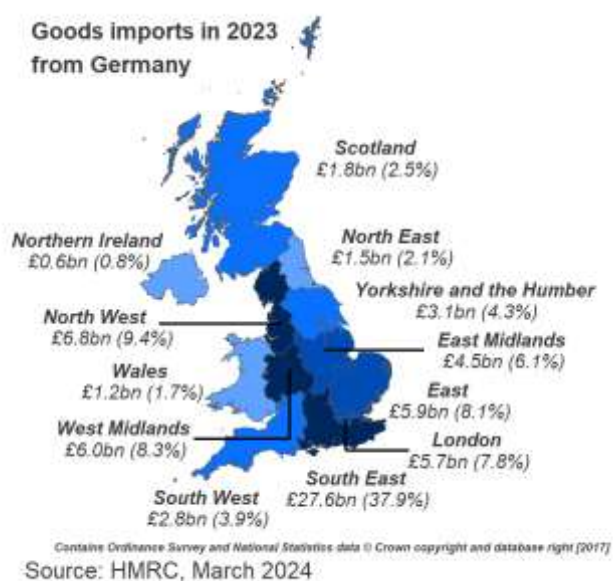 Goods imports in 2023
from Germany
Scotland
£1.8bn (2.5%)
Northern Ireland
£0.6bn (0.8%)
North East
£1.5bn (2.1%)
Yorkshire and the Humber
£3.1bn (4.3%)
North West
£6.8bn (9.4%)
East Midlands
£4.5bn (6.1%)
Wales
£1.2bn (1.7%)
East
£5.9bn (8.1%)
West Midlands
£6.0bn (8.3%)
London
£5.7bn (7.8%)
South West
£2.8bn (3.9%)
South East
£27.6bn (37.9%)
Contains Ordinance Survey and National Statistics data © Crown copyright and database right [2017]
Source: HMRC, March 2024